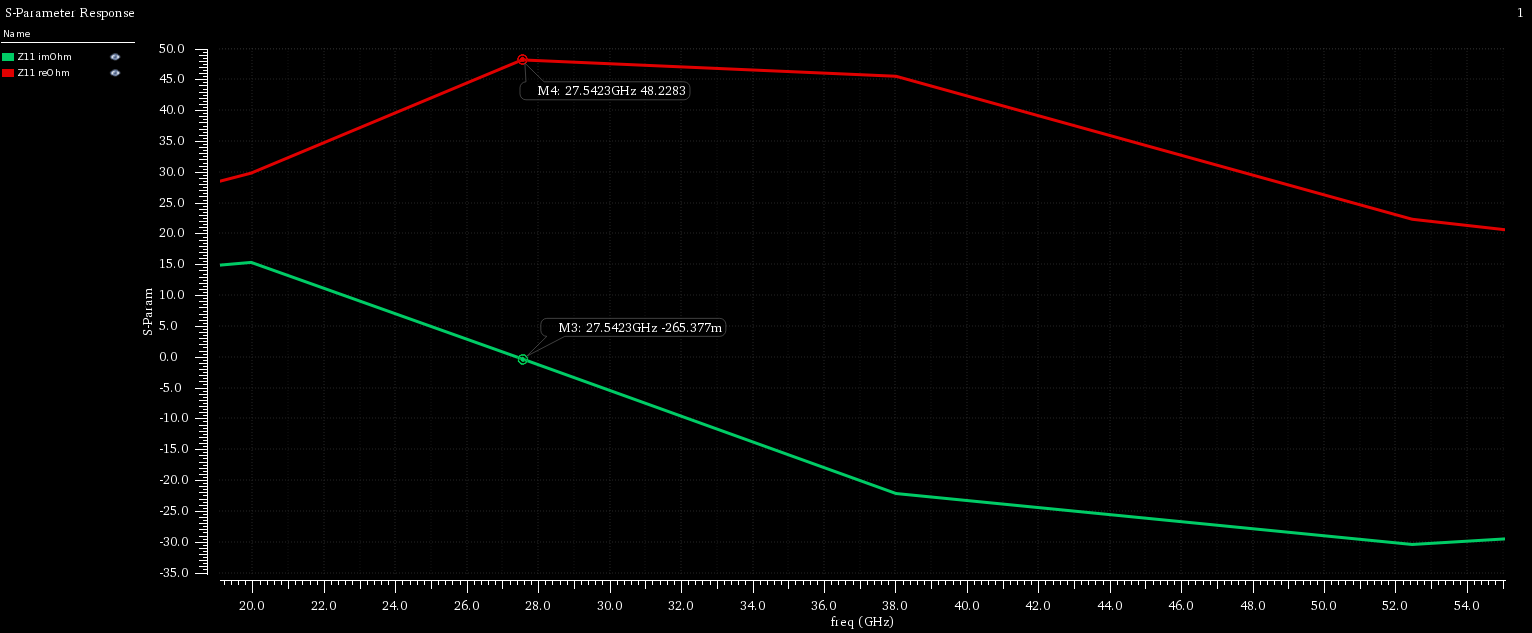 S-Parameter Response
1
Name
Z11 imOhm
Z11 reOhm
50.0
45.0
40.0
35.0
30.0
25.0
20.0
15.0
10.0
5.0
0.0
-5.0
-10.0
-15.0
-20.0
-25.0
-30.0
-35.0
S-Param
M4: 27.5423GHz 48.2283
M3: 27.5423GHz -265.377m
20.0 22.0 24.0 26.0 28.0 30.0 32.0 34.0 36.0 38.0 40.0 42.0 44.0 46.0 48.0 50.0 52.0 54.0
freq (GHz)